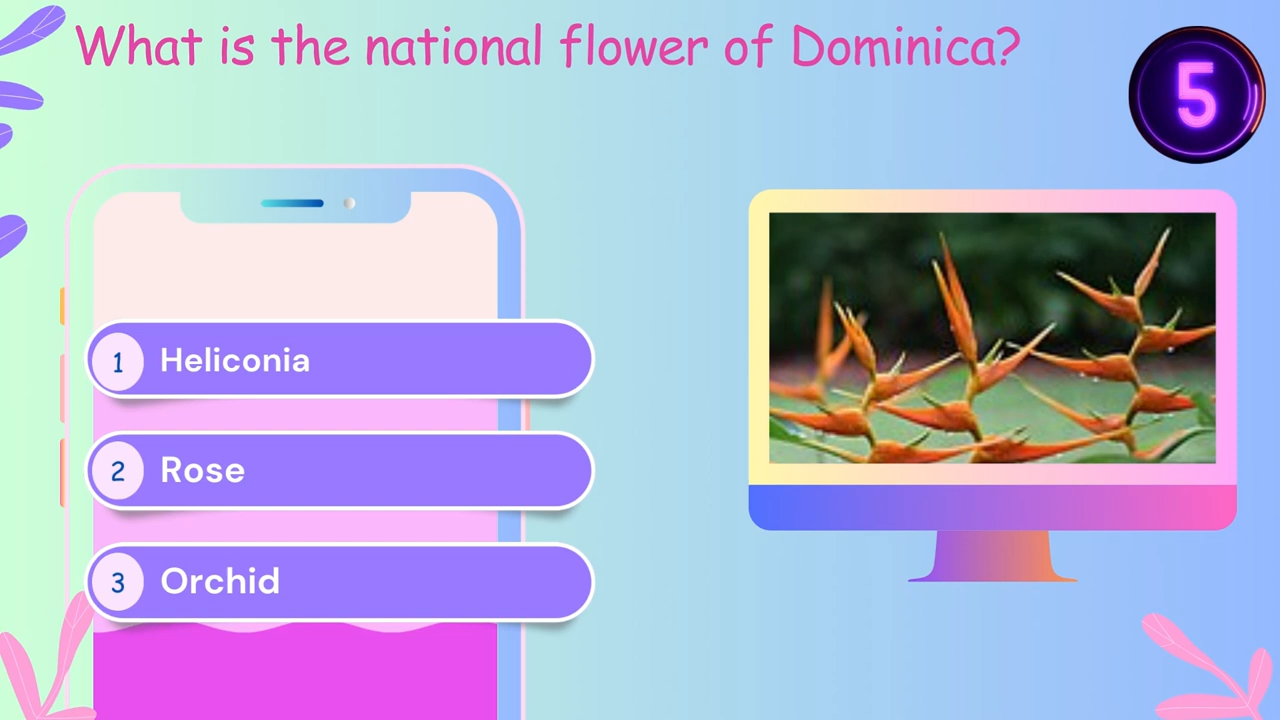 What is the national flower of Dominica?
5
1 Heliconia
2 Rose
3 Orchid